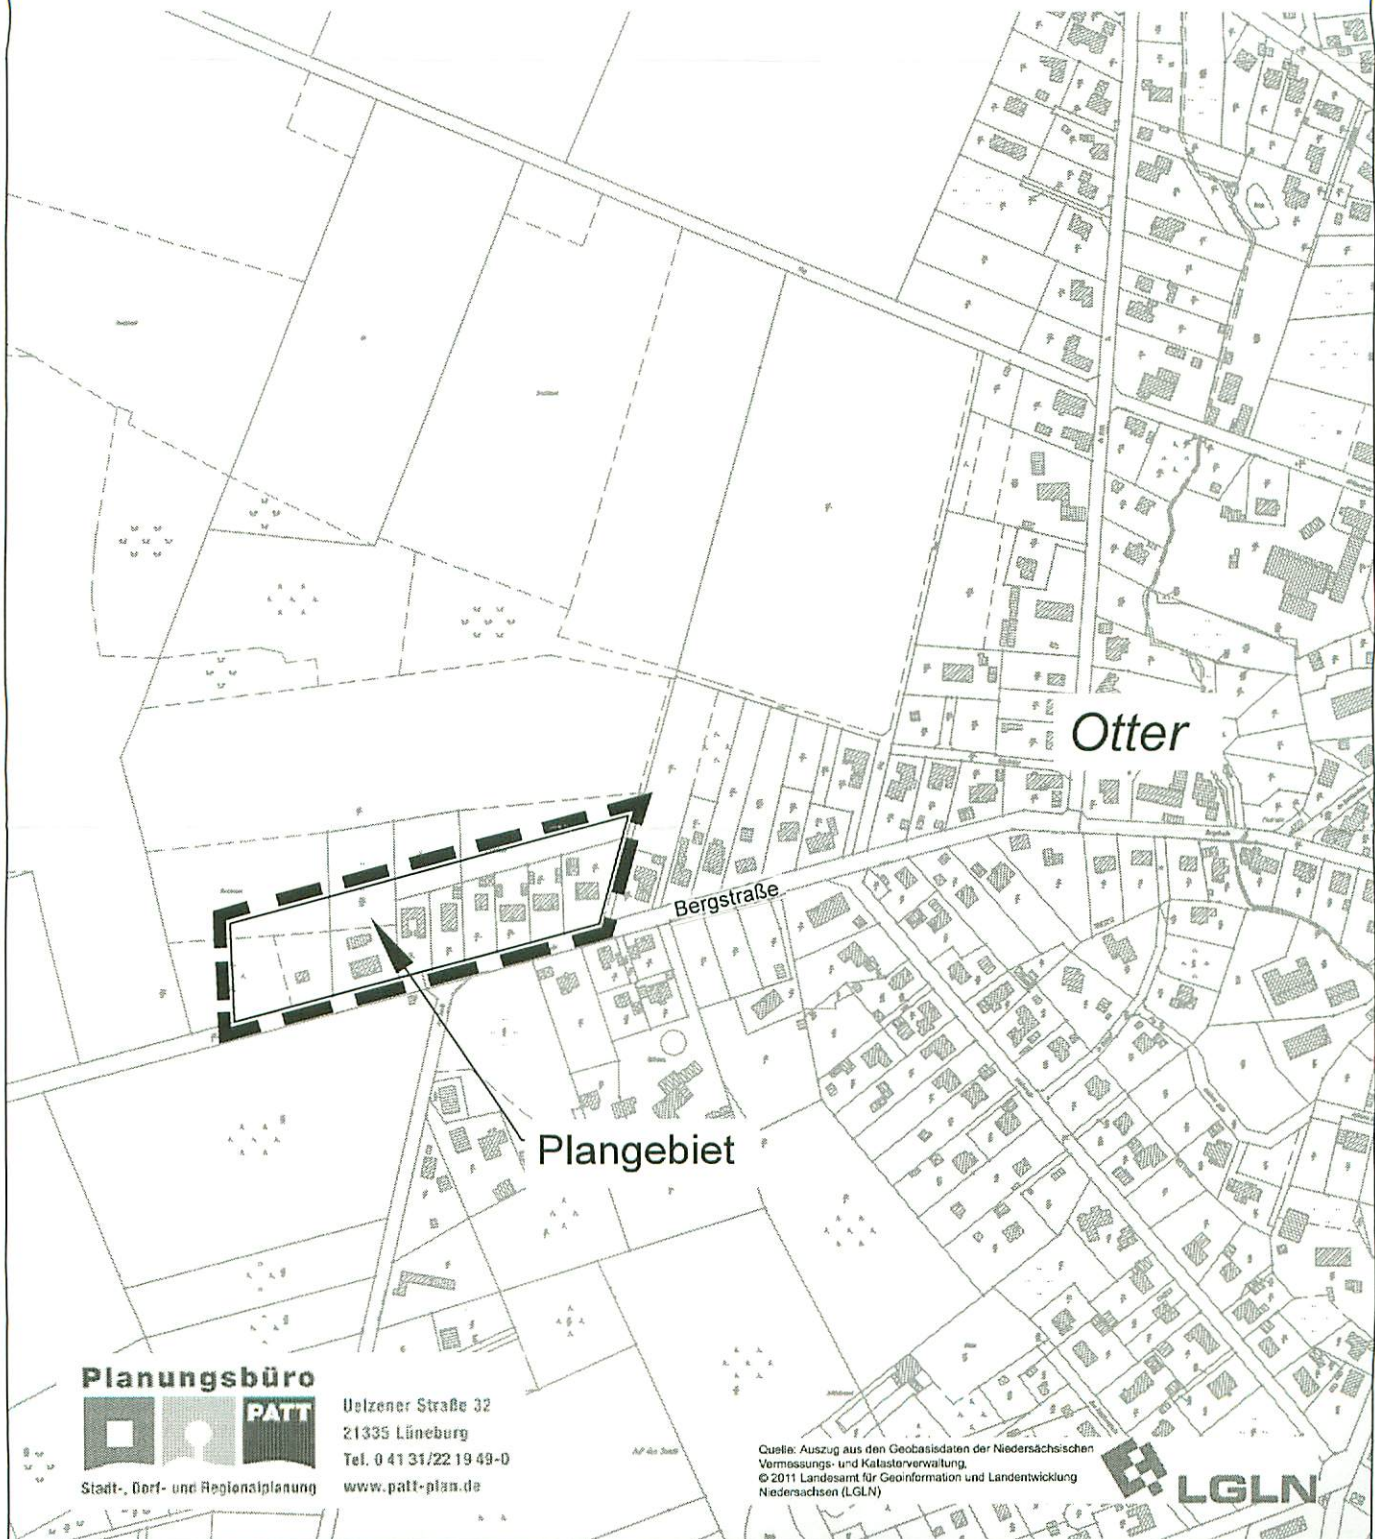 Otter
Bergstraße
Plangebiet
Planungsbüro
PATT
Stadt-, Dorf- und Regionalplanung
Uelzener Straße 32
21335 Lüneburg
Tel. 0 41 31/22 19 49-0
www.patt-plan.de
Quelle: Auszug aus den Geobasisdaten der Niedersächsischen
Vermessungs- und Katasterverwaltung,
© 2011 Landesamt für Geoinformation und Landentwicklung
Niedersachsen (LGLN)
LGLN